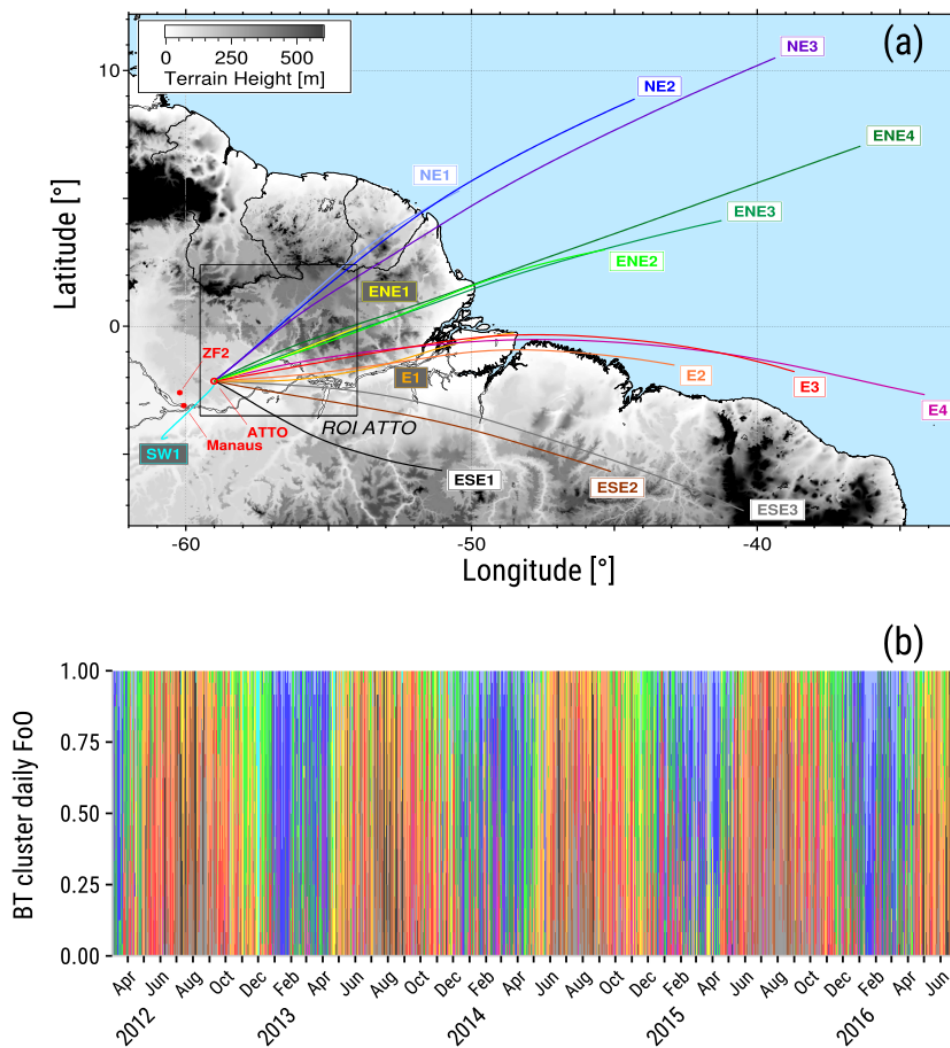 (a)
0 250 500
Terrain Height [m]
NE3
NE2
NE1
ENE4
ENE3
ENE2
ENE1
10
0
Latitude [°]
ZF2
E1
E2
E3
E4
ROI ATTO
ATTO
Manaus
SW1
ESE1
ESE2
ESE3
-60 -50 -40
Longitude [°]
(b)
BT cluster daily FoO
1.00
0.75
0.50
0.25
0.00
Apr Jun Aug Oct Dec Feb Apr Jun Aug Oct Dec Feb Apr Jun Aug Oct Dec Feb Apr Jun Aug Oct Dec Feb Apr Jun
2012 2013 2014 2015 2016